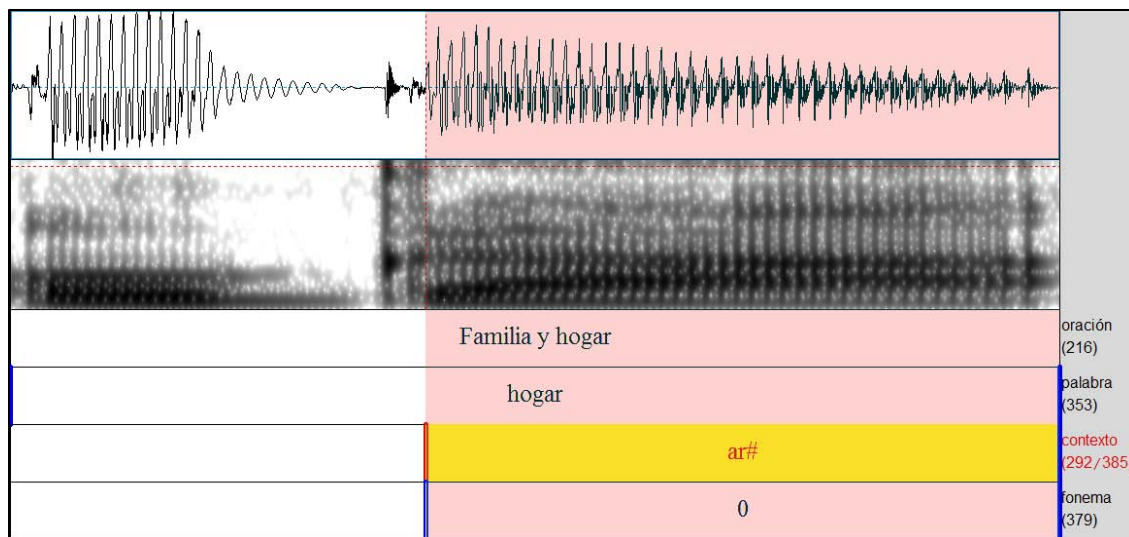 Familia y hogar
oración
(216)
hogar
palabra
(353)
ar#
contexto
(292/385
0
fonema
(379)